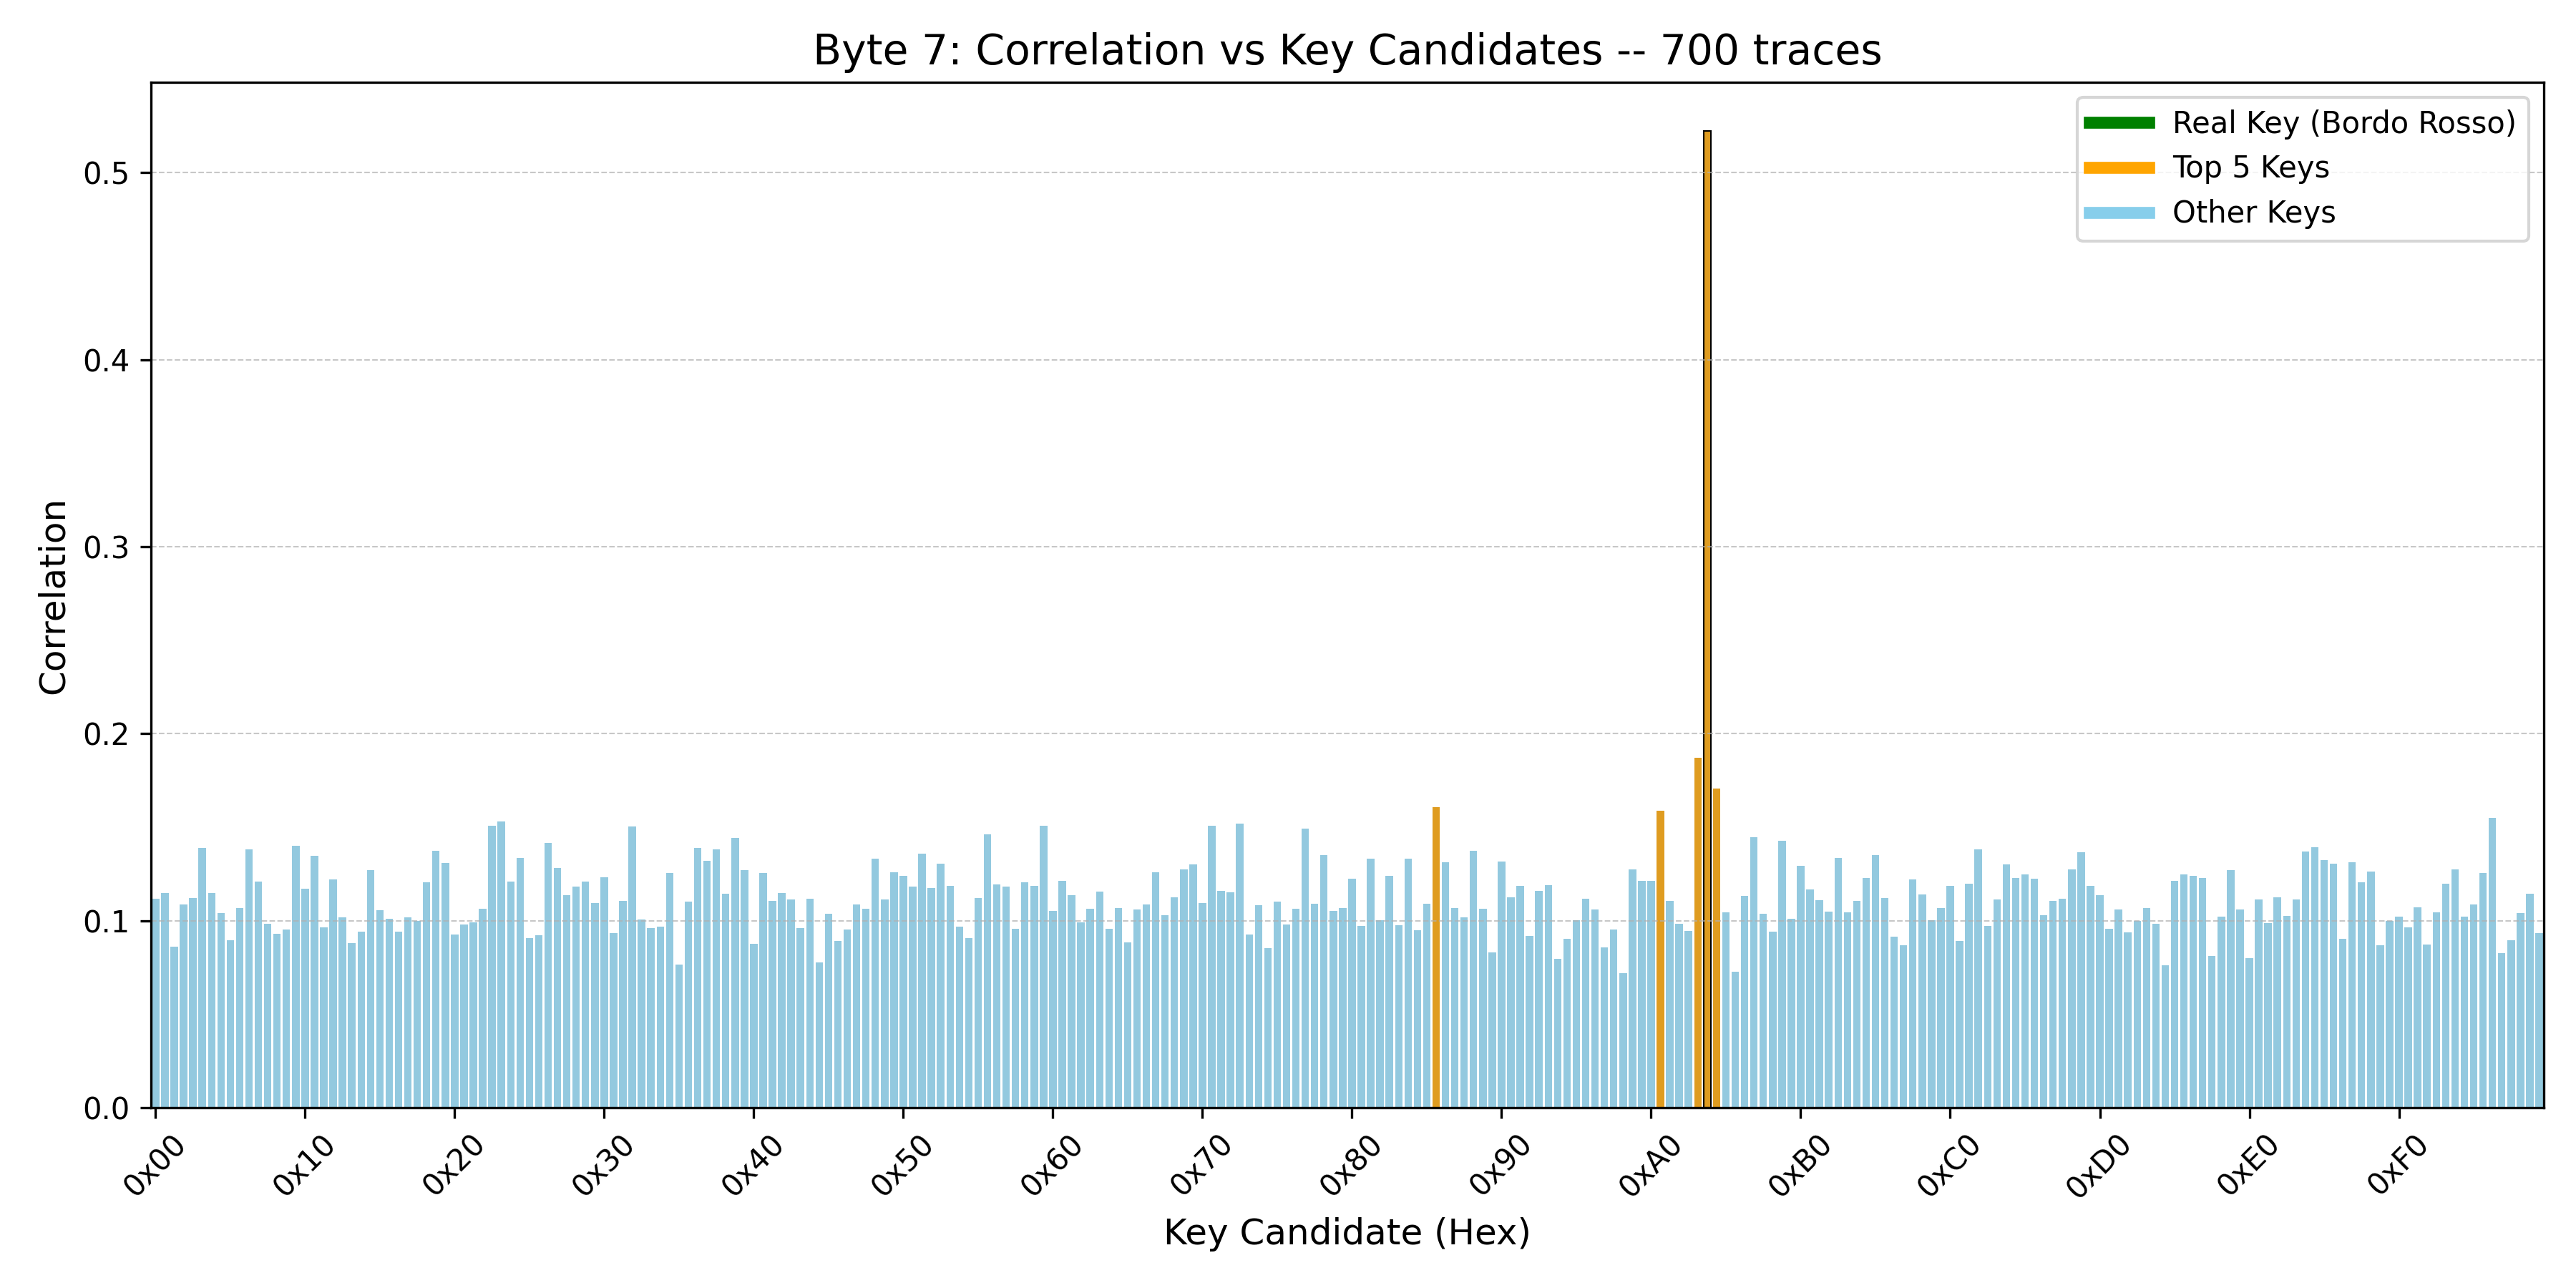 Byte 7: Correlation vs Key Candidates -- 700 traces
Real Key (Bordo Rosso)
Top 5 Keys
Other Keys
Correlation
0.5
0.4
0.3
0.2
0.1
0.0
0x00 0x10 0x20 0x30 0x40 0x50 0x60 0x70 0x80 0x90 0xA0 0xB0 0xC0 0xD0 0xE0 0xF0
Key Candidate (Hex)